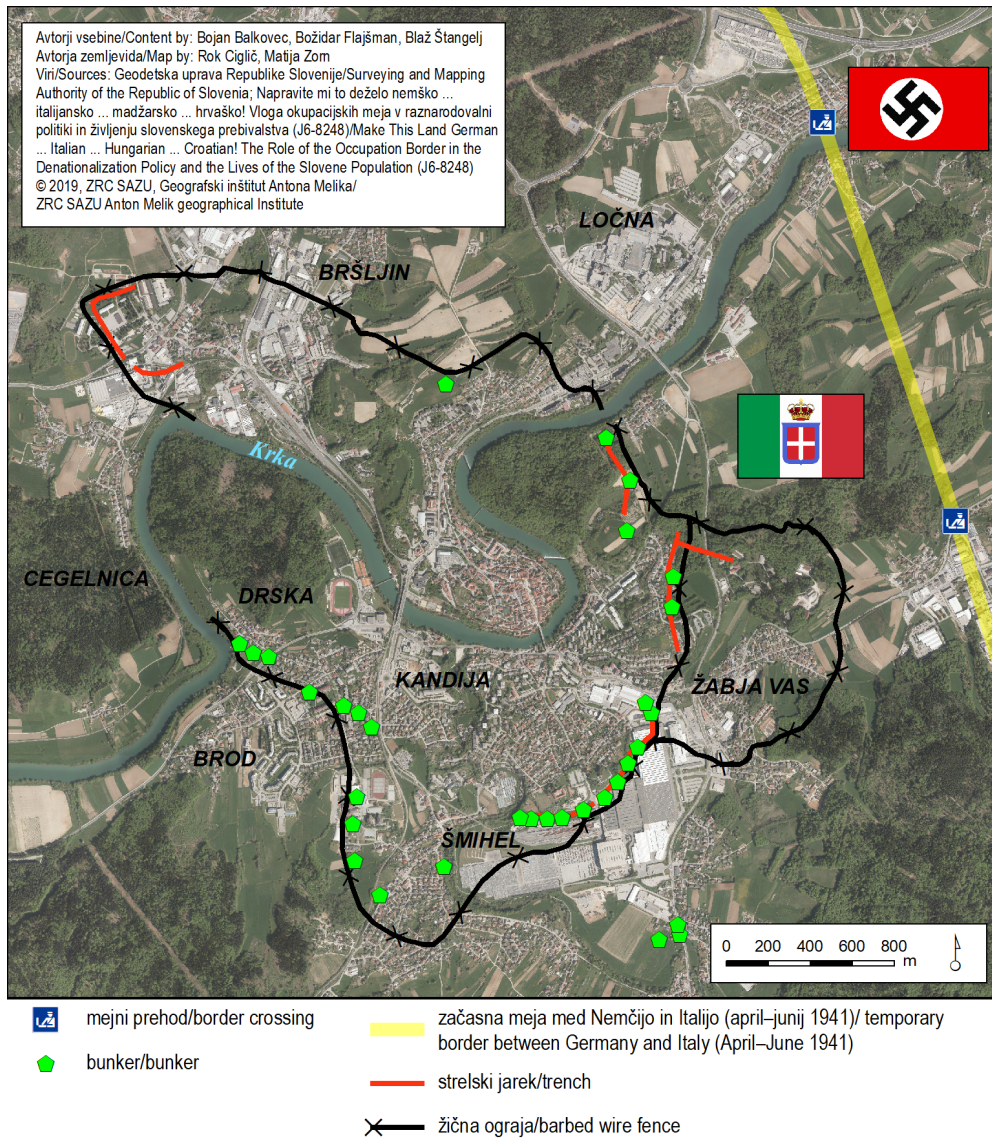 Avtorji vsebine/Content by: Bojan Balkovec, Božidar Flajšman, Blaž Štangelj
Avtorja zemljevida/Map by: Rok Ciglič, Matija Zorn
Viri/Sources: Geodetska uprava Republike Slovenije/Surveying and Mapping
Authority of the Republic of Slovenia; Napravite mi to deželo nemško ...
italijansko ... madžarsko ... hrvaško! Vloga okupacijskih meja v raznarodovalni
politiki in življenju slovenskega prebivalstva (J6-8248)/Make This Land German
... Italian ... Hungarian ... Croatian! The Role of the Occupation Border in the
Denationalization Policy and the Lives of the Slovene Population (J6-8248)
© 2019, ZRC SAZU, Geografski inštitut Antona Melika/
ZRC SAZU Anton Melik geographical Institute
LOČNA
BRŠLJIN
Krka
CEGELNICA
DRSKA
KANDIJA
ŽABJA VAS
BROD
ŠMIHEL
0 200 400 600 800
m
mejni prehod/border crossing
bunker/bunker
začasna meja med Nemčijo in Italijo (april–junij 1941)/ temporary
border between Germany and Italy (April–June 1941)
strelski jarek/trench
žična ograja/barbed wire fence